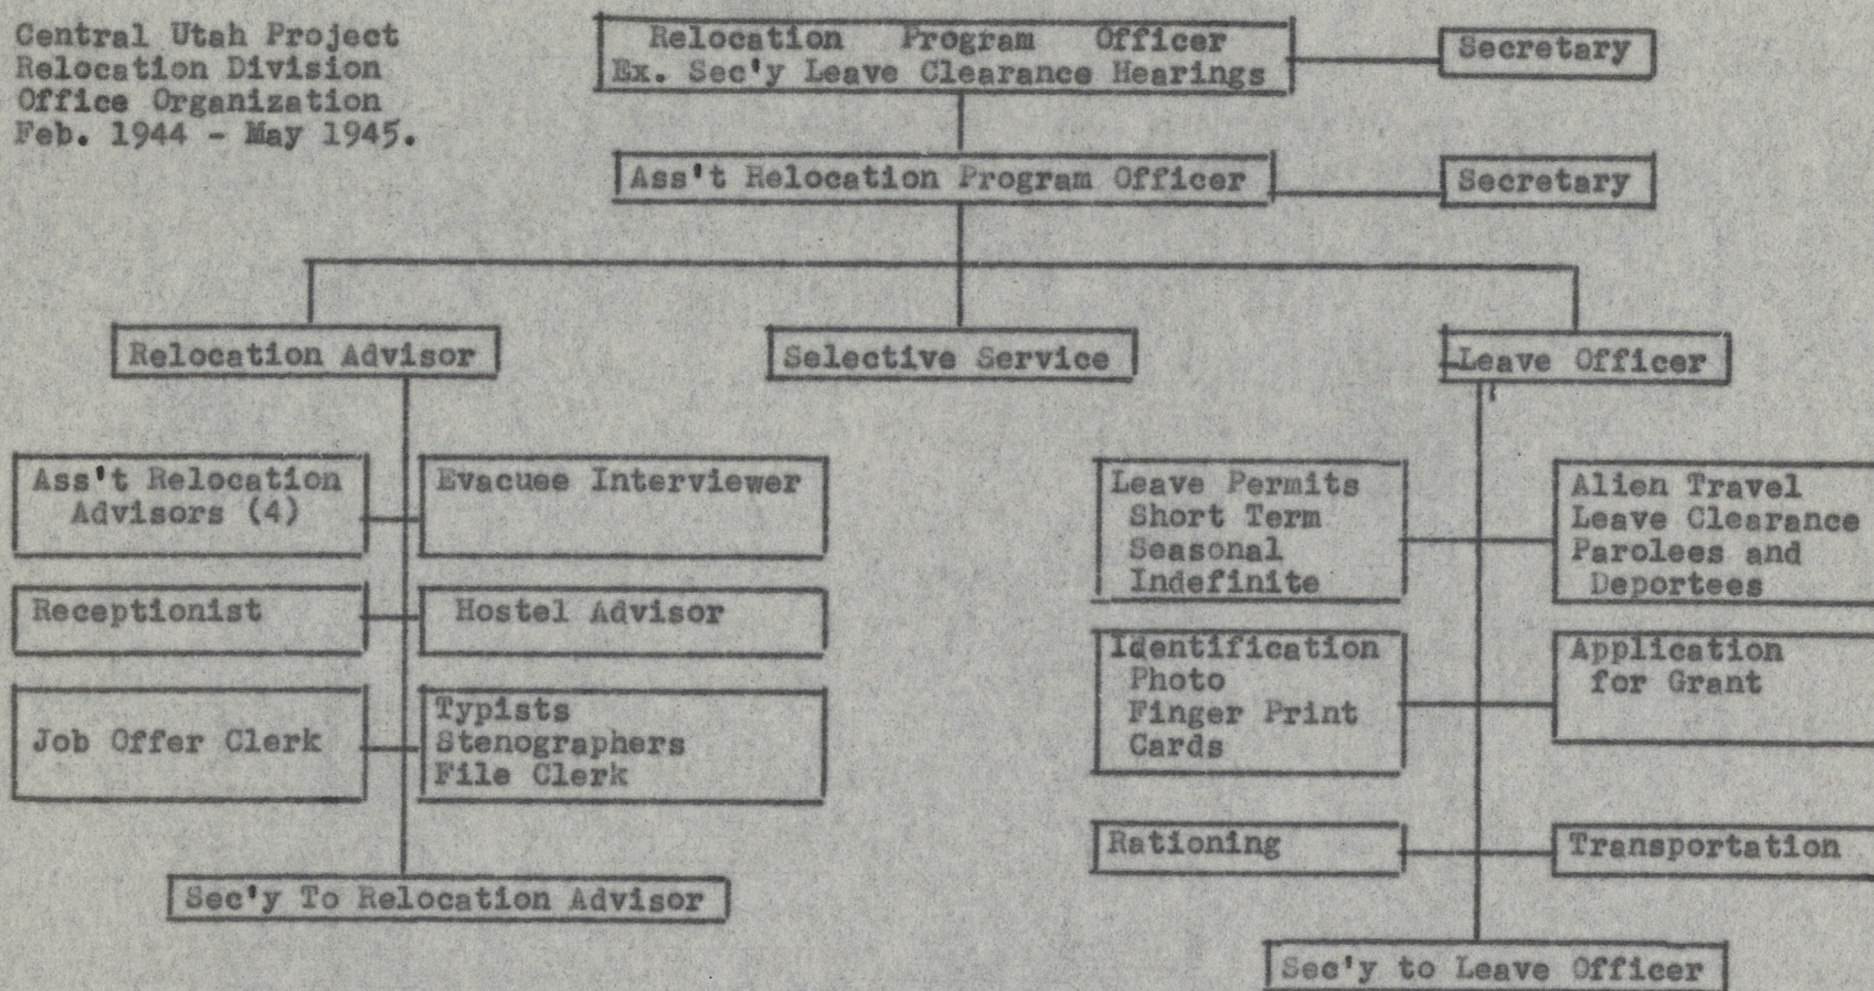 Central Utah Project
Relocation Division
Office Organization
Feb. 1944 - May 1945.
Relocation Program Officer
Ex. Sec'y Leave Clearance Hearings
Secretary
Ass't Relocation Program Officer
Secretary
Relocation Advisor
Selective Service
Leave Officer
Ass't Relocation
Advisors (4)
Evacuee Interviewer
Receptionist
Hostel Advisor
Job Offer Clerk
Typists
Stenographers
File Clerk
Sec'y To Relocation Advisor
Leave Permits
Short Term
Seasonal
Indefinite
Alien Travel
Leave Clearance
Parolees and
Deportees
Identification
Photo
Finger Print
Cards
Application
for Grant
Rationing
Transportation
Sec'y to Leave Officer